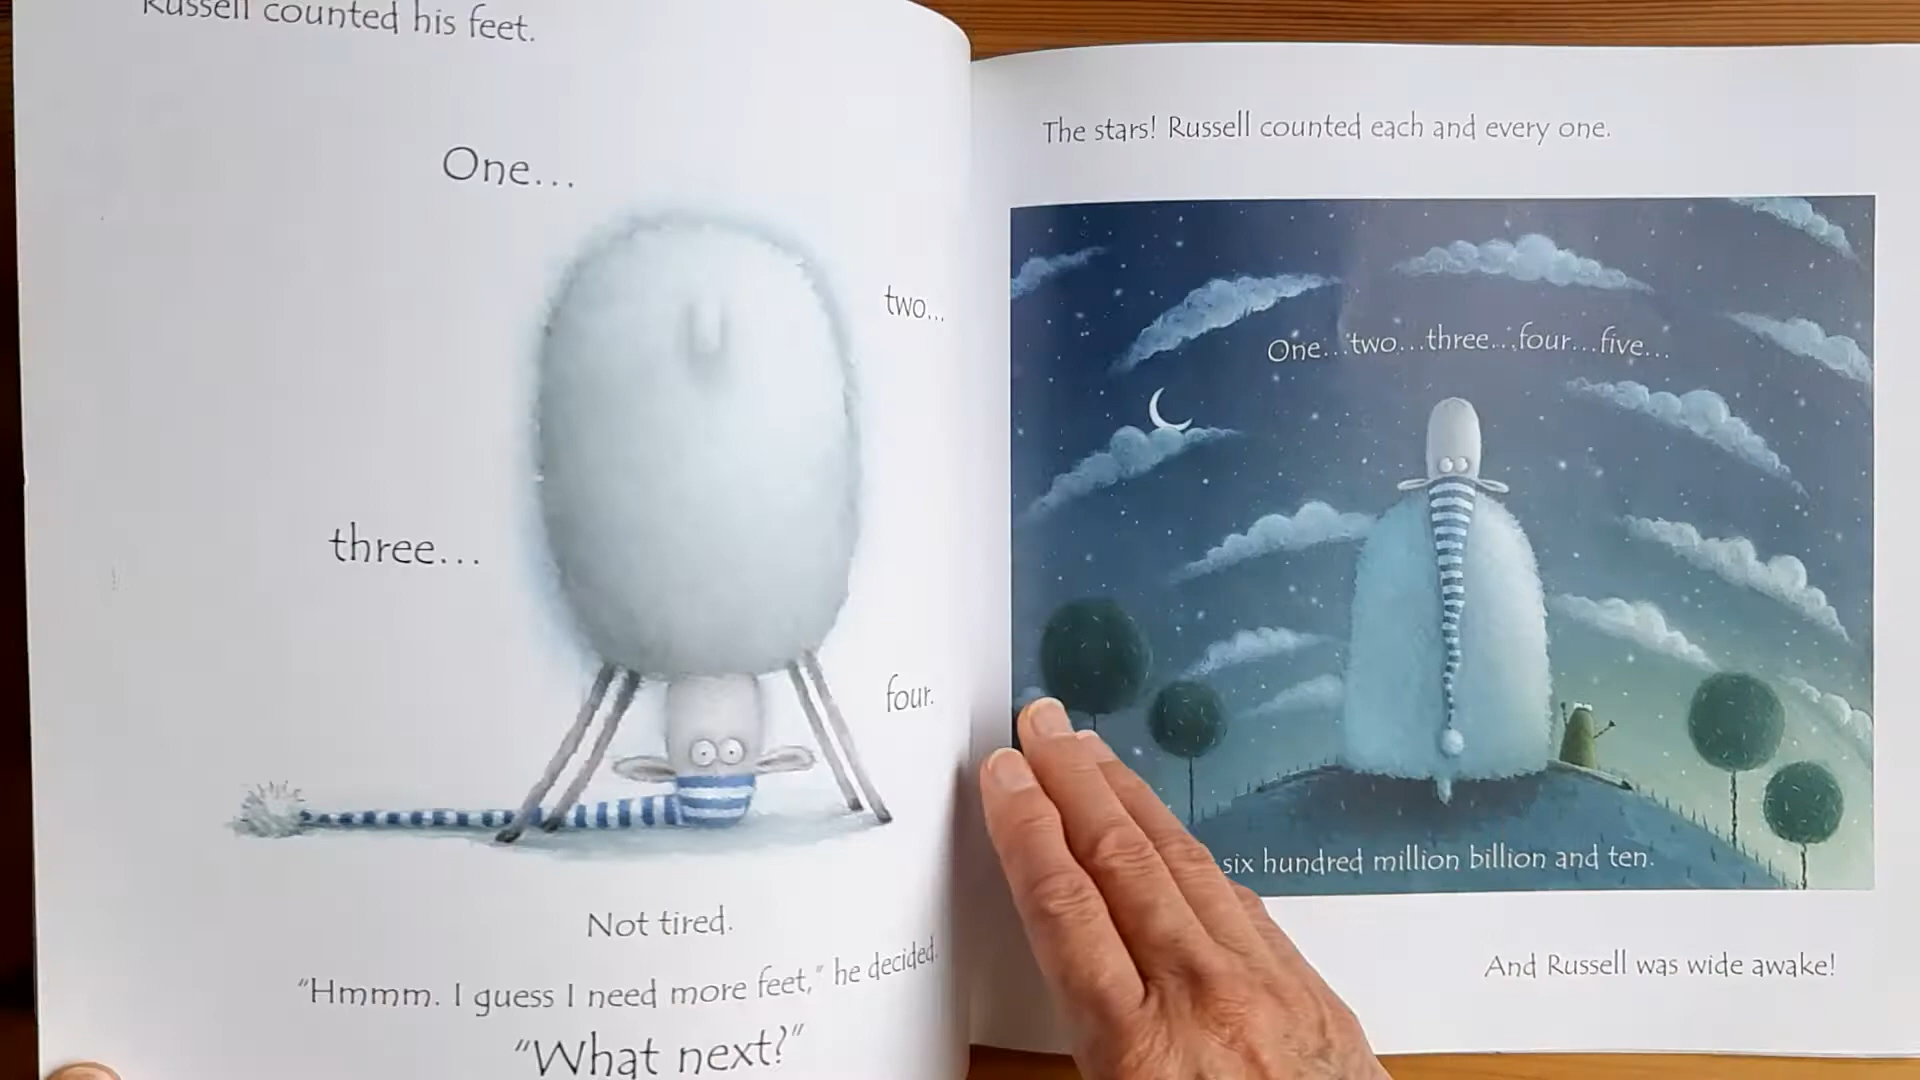 Russell counted his feet.
One...
two...
three...
four.
Not tired.
"Hmmm. I guess I need more feet," he decided.
"What next?"
The stars! Russell counted each and every one.
One...two...three...four...five...
six hundred million billion and ten.
And Russell was wide awake!